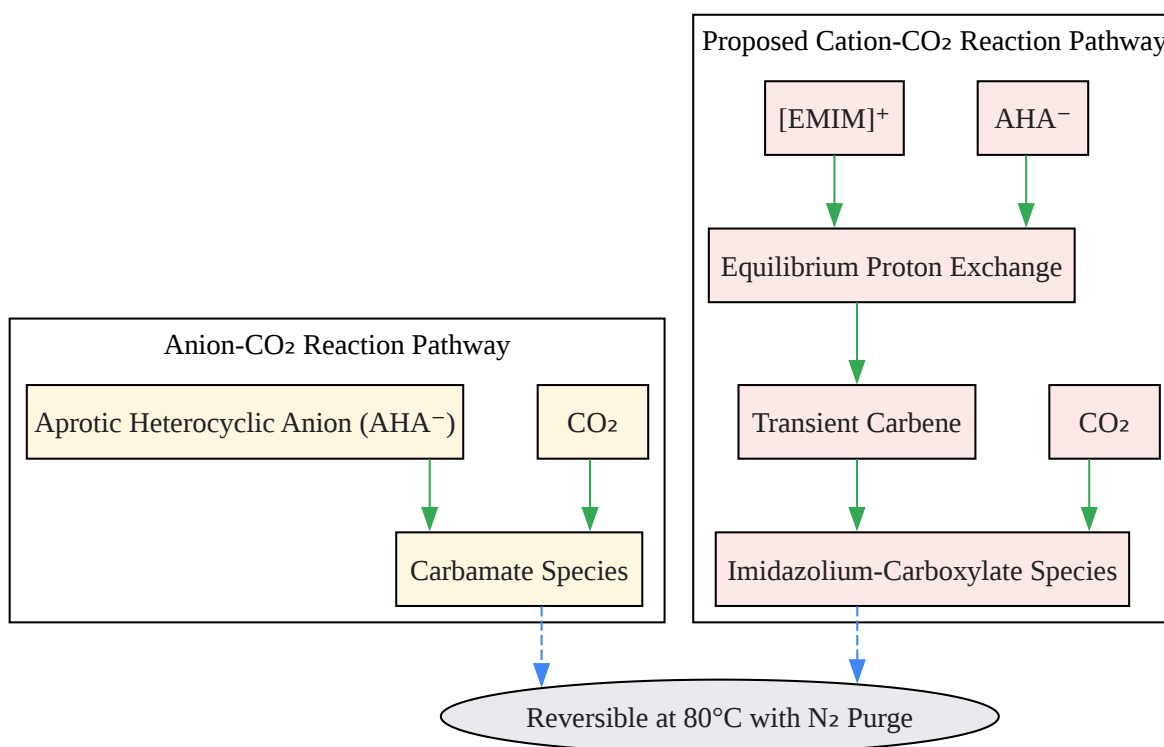 Proposed Cation-CO₂ Reaction Pathway
[EMIM]⁺
AHA⁻
Equilibrium Proton Exchange
Anion-CO₂ Reaction Pathway
Aprotic Heterocyclic Anion (AHA⁻)
CO₂
Transient Carbene
CO₂
Carbamate Species
Imidazolium-Carboxylate Species
Reversible at 80°C with N₂ Purge